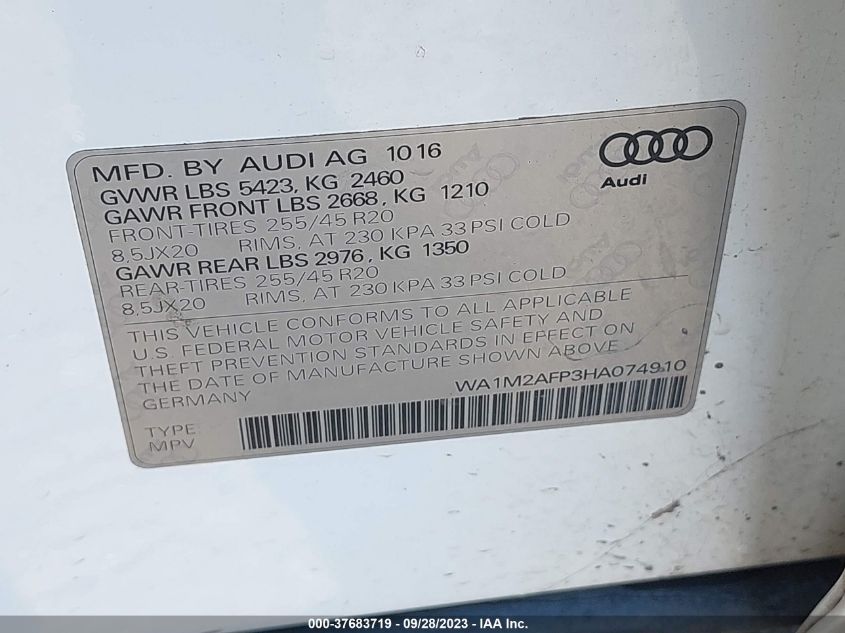 MFD. BY AUDI AG 1016
GVWR LBS 5423, KG 2460
GAWR FRONT LBS 2668, KG 1210
FRONT-TIRES 255/45 R20
8,5JX20 RIMS, AT 230 KPA 33 PSI COLD
GAWR REAR LBS 2976, KG 1350
REAR-TIRES 255/45 R20
8,5JX20 RIMS, AT 230 KPA 33 PSI COLD
Audi
THIS VEHICLE CONFORMS TO ALL APPLICABLE
U.S. FEDERAL MOTOR VEHICLE SAFETY AND
THEFT PREVENTION STANDARDS IN EFFECT ON
THE DATE OF MANUFACTURE SHOWN ABOVE
GERMANY WA1M2AFP3HA074910
TYPE
MPV
000-37683719 / 09/28/2023 / IAA Inc.